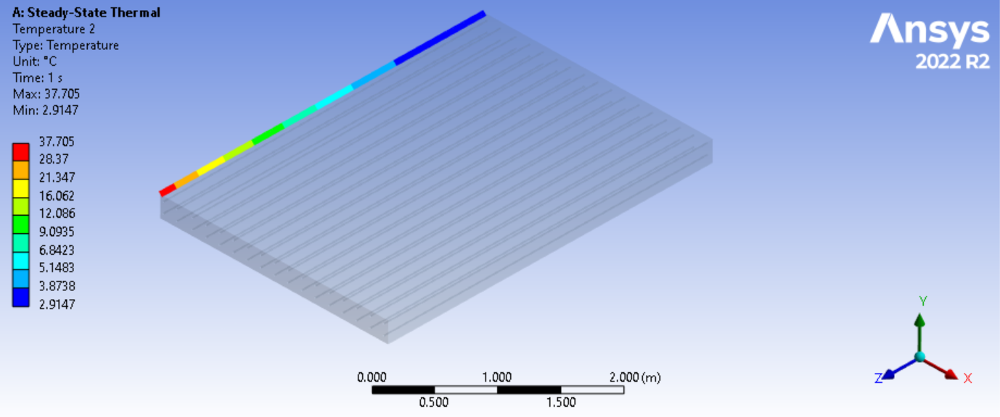 A: Steady-State Thermal
Temperature 2
Type: Temperature
Unit: °C
Time: 1 s
Max: 37.705
Min: 2.9147
37.705
28.37
21.347
16.062
12.086
9.0935
6.8423
5.1483
3.8738
2.9147
Ansys
2022 R2
0.000 1.000 2.000 (m)
0.500 1.500
Y
Z X